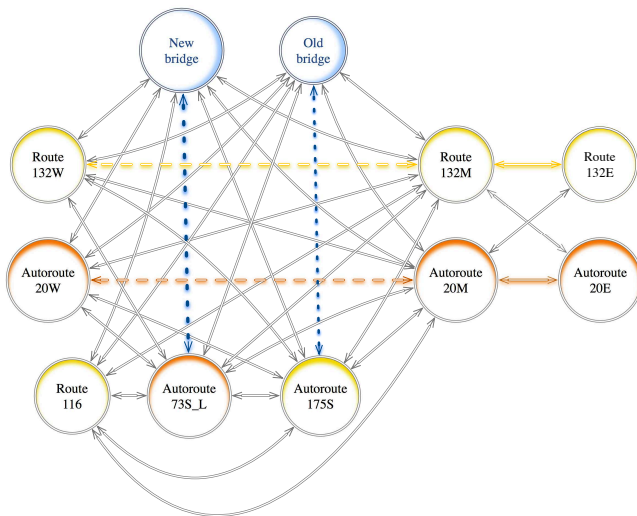 New
bridge
Old
bridge
Route
132W
Route
132M
Route
132E
Autoroute
20W
Autoroute
20M
Autoroute
20E
Route
116
Autoroute
73S_L
Autoroute
175S